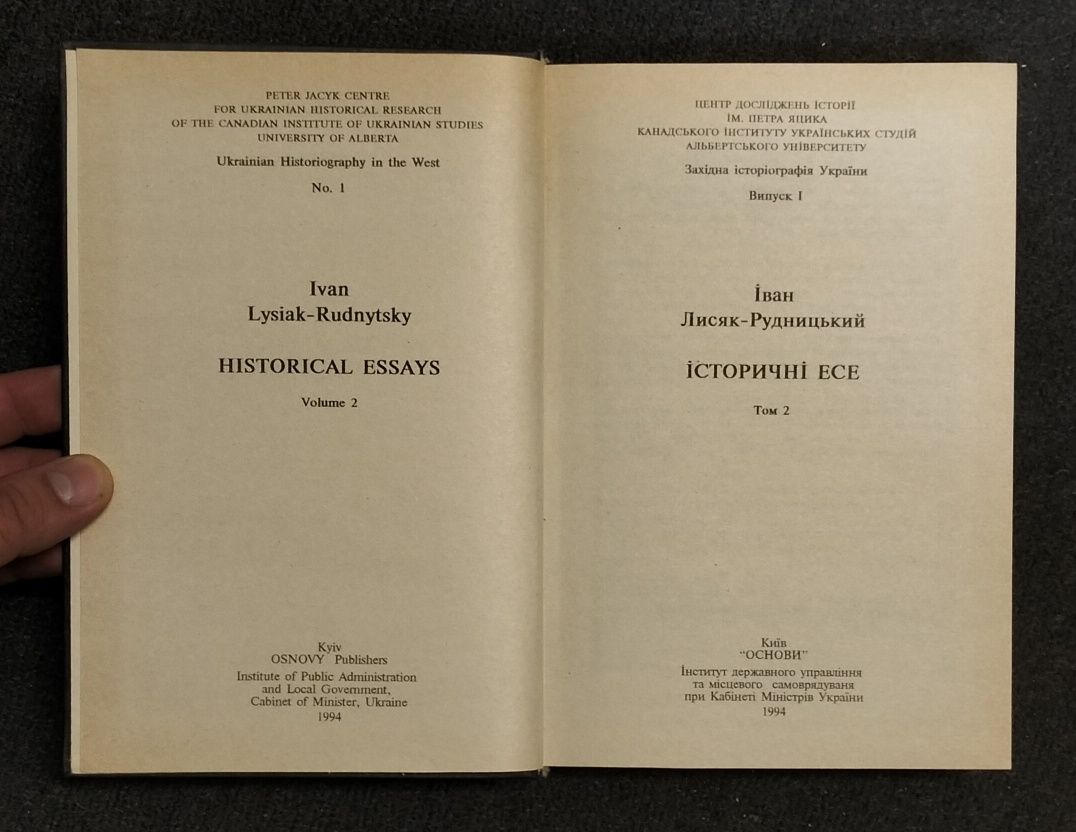 PETER JACYK CENTRE
FOR UKRAINIAN HISTORICAL RESEARCH
OF THE CANADIAN INSTITUTE OF UKRAINIAN STUDIES
UNIVERSITY OF ALBERTA
Ukrainian Historiography in the West
No. 1
Ivan
Lysiak-Rudnytsky
HISTORICAL ESSAYS
Volume 2
Kyiv
OSNOVY Publishers
Institute of Public Administration
and Local Government,
Cabinet of Minister, Ukraine
1994
ЦЕНТР ДОСЛІДЖЕНЬ ІСТОРІЇ
ІМ. ПЕТРА ЯЦИКА
КАНАДСЬКОГО ІНСТИТУТУ УКРАЇНСЬКИХ СТУДІЙ
АЛЬБЕРТСЬКОГО УНІВЕРСИТЕТУ
Західна історіографія України
Випуск I
Іван
Лисяк-Рудницький
ІСТОРИЧНІ ЕСЕ
Том 2
Київ
"ОСНОВИ"
Інститут державного управління
та місцевого самоврядуваня
при Кабінеті Міністрів України
1994